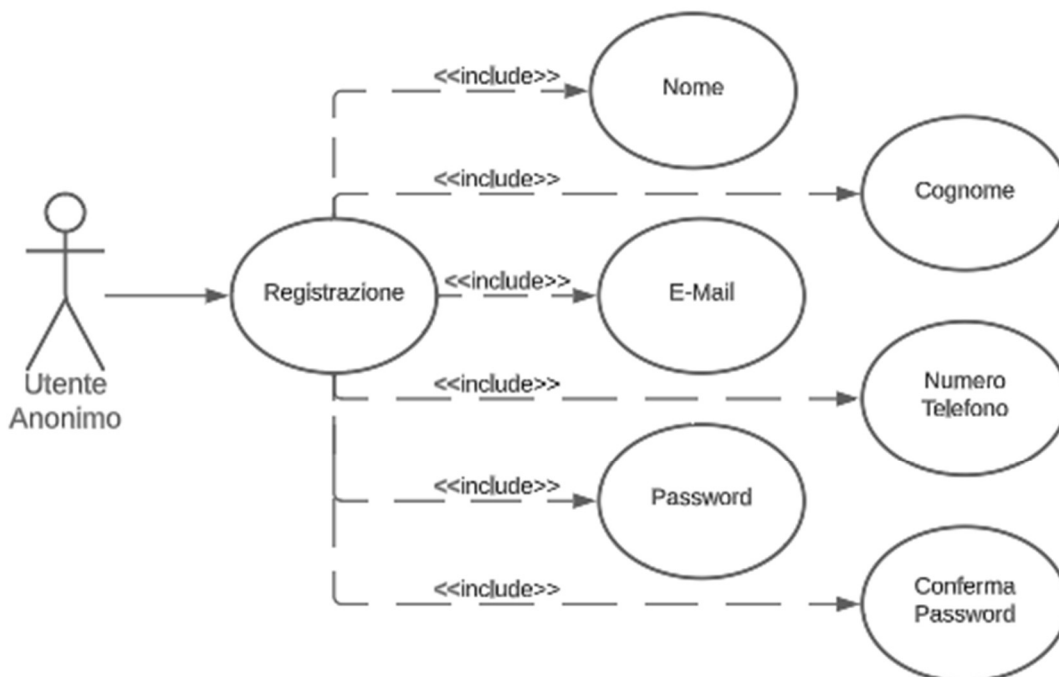 <<include>>
Nome
<<include>>
Cognome
Registrazione
<<include>>
E-Mail
Utente
Anonimo
<<include>>
Numero
Telefono
<<include>>
Password
<<include>>
Conferma
Password